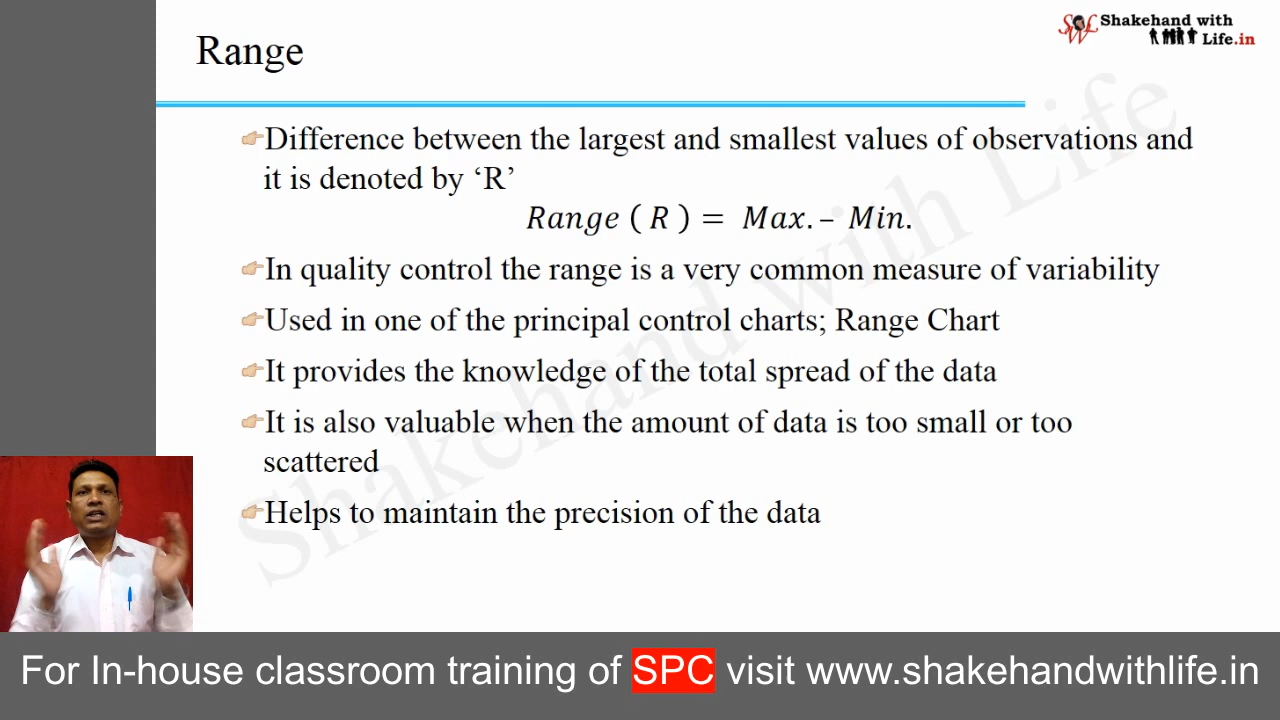 Shakehand with
Life.in
Range
Difference between the largest and smallest values of observations and
it is denoted by ‘R’
Range ( R ) = Max. – Min.
In quality control the range is a very common measure of variability
Used in one of the principal control charts; Range Chart
It provides the knowledge of the total spread of the data
It is also valuable when the amount of data is too small or too
scattered
Helps to maintain the precision of the data
Shakehand with Life
For In-house classroom training of SPC visit www.shakehandwithlife.in